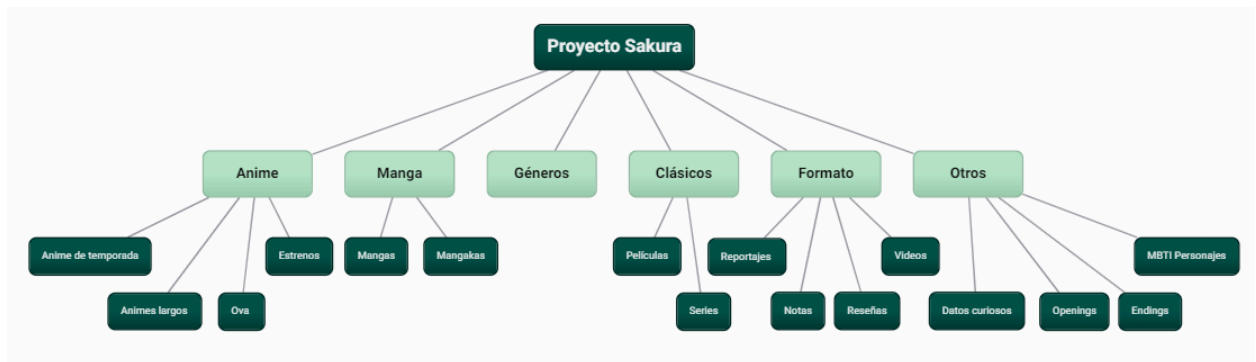 Proyecto Sakura
Anime
Manga
Géneros
Clásicos
Formato
Otros
Anime de temporada
Estrenos
Mangas
Mangakas
Películas
Reportajes
Videos
MBTI Personajes
Animes largos
Ova
Series
Notas
Reseñas
Datos curiosos
Openings
Endings